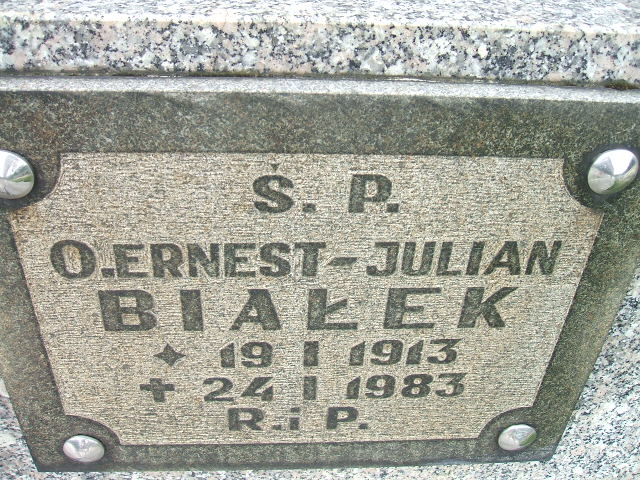 Ś. P.
O. ERNEST-JULIAN
BIAŁEK
✦ 19 I 1913
✝ 24 I 1983
R. i P.